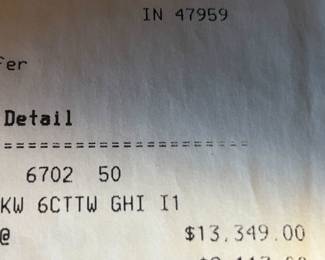 IN 47959
fer
Detail
=====================
6702 50
KW 6CTTW GHI I1
@ $13,349.00